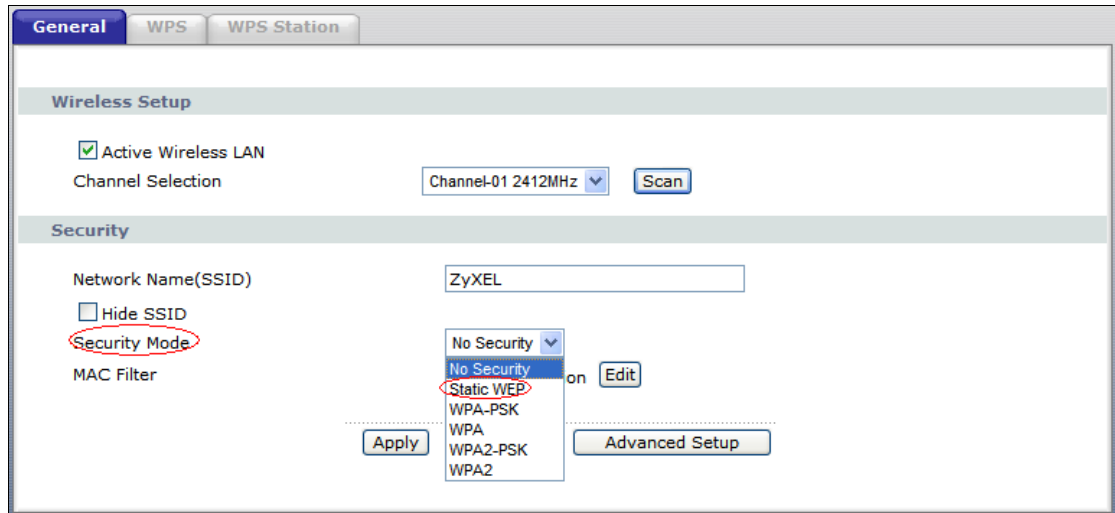 General WPS WPS Station
Wireless Setup
Active Wireless LAN
Channel Selection Channel-01 2412MHz Scan
Security
Network Name(SSID) ZyXEL
Hide SSID
Security Mode No Security
MAC Filter on Edit
No Security
Static WEP
WPA-PSK
WPA
WPA2-PSK
WPA2
Apply Advanced Setup